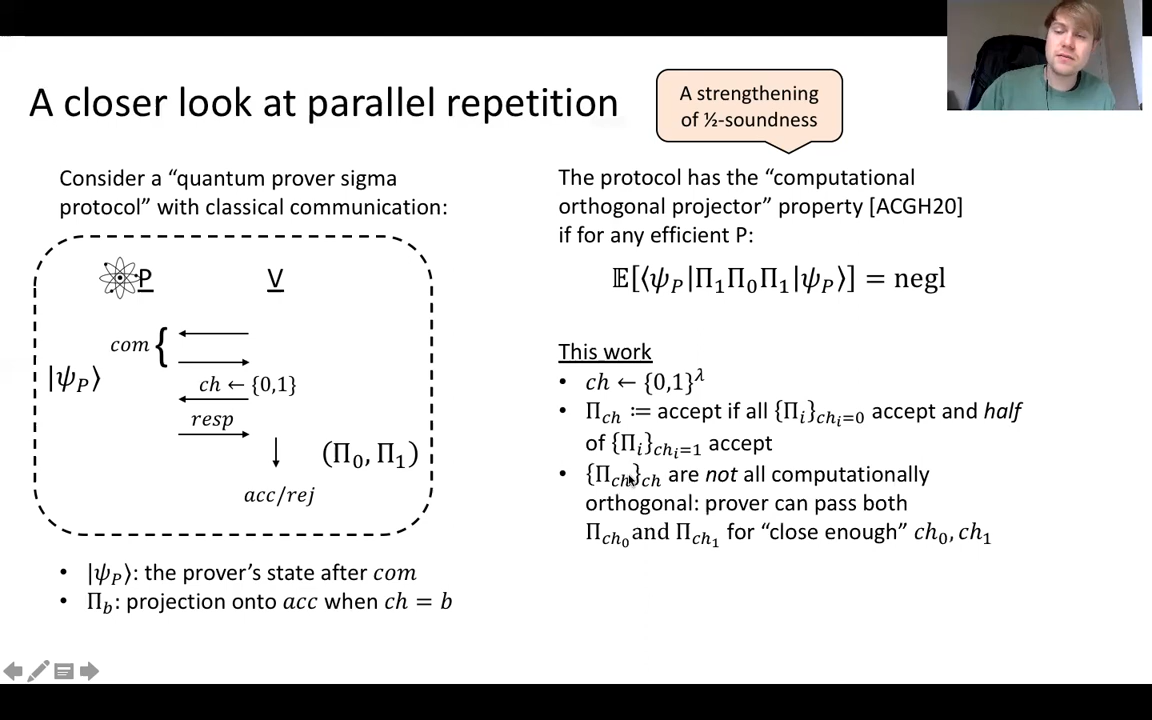 A closer look at parallel repetition
A strengthening
of ½-soundness
Consider a “quantum prover sigma
protocol” with classical communication:
P V
com {
|ψ_P⟩
ch ← {0,1}
resp
(Π_0, Π_1)
acc/rej
• |ψ_P⟩: the prover’s state after com
• Π_b: projection onto acc when ch = b
The protocol has the “computational
orthogonal projector” property [ACGH20]
if for any efficient P:
𝔼[⟨ψ_P|Π_1Π_0Π_1|ψ_P⟩] = negl
This work
• ch ← {0,1}^λ
• Π_ch := accept if all {Π_i}_{ch_i=0} accept and half
of {Π_i}_{ch_i=1} accept
• {Π_ch}_ch are not all computationally
orthogonal: prover can pass both
Π_{ch_0} and Π_{ch_1} for “close enough” ch_0, ch_1